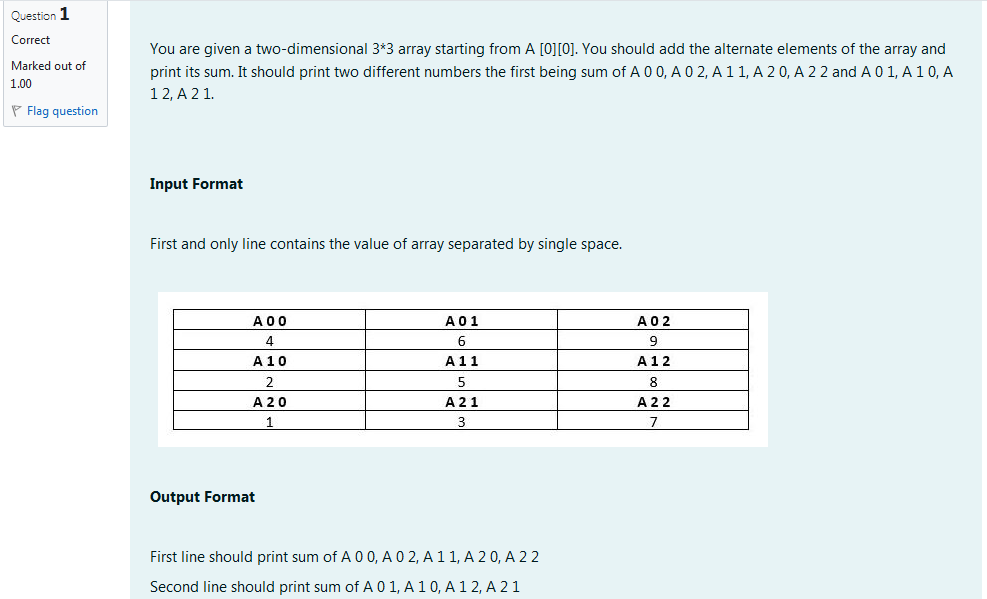 Question 1
Correct
Marked out of
1.00
Flag question
You are given a two-dimensional 3*3 array starting from A [0][0]. You should add the alternate elements of the array and
print its sum. It should print two different numbers the first being sum of A 0 0, A 0 2, A 1 1, A 2 0, A 2 2 and A 0 1, A 1 0, A
1 2, A 2 1.
Input Format
First and only line contains the value of array separated by single space.
A 0 0 A 0 1 A 0 2
4 6 9
A 1 0 A 1 1 A 1 2
2 5 8
A 2 0 A 2 1 A 2 2
1 3 7
Output Format
First line should print sum of A 0 0, A 0 2, A 1 1, A 2 0, A 2 2
Second line should print sum of A 0 1, A 1 0, A 1 2, A 2 1